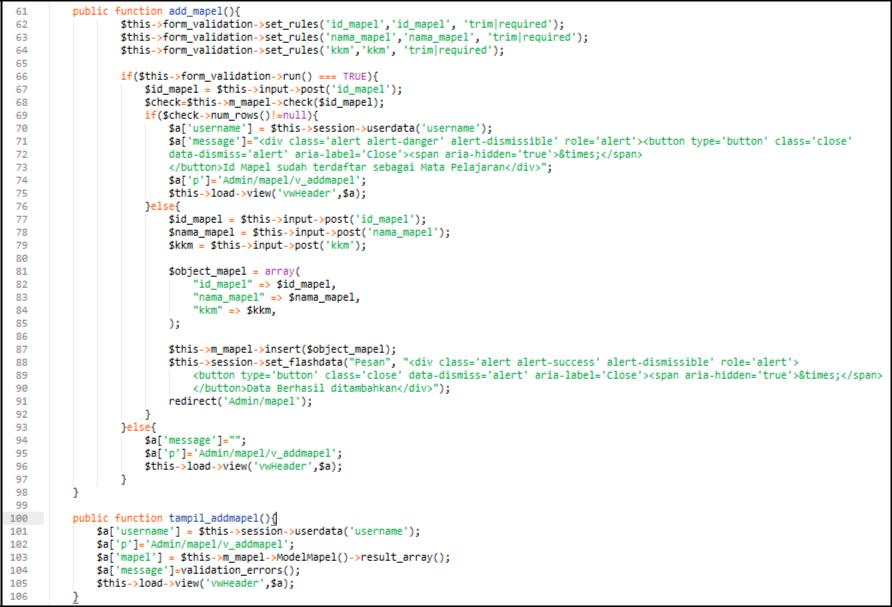 61 public function add_mapel(){
62 $this->form_validation->set_rules('id_mapel','id_mapel', 'trim|required');
63 $this->form_validation->set_rules('nama_mapel','nama_mapel', 'trim|required');
64 $this->form_validation->set_rules('kkm','kkm', 'trim|required');
65
66 if($this->form_validation->run() === TRUE){
67 $id_mapel = $this->input->post('id_mapel');
68 $check=$this->m_mapel->check($id_mapel);
69 if($check->num_rows()!=null){
70 $a['username'] = $this->session->userdata('username');
71 $a['message']="<div class='alert alert-danger' alert-dismissible' role='alert'><button type='button' class='close'
72 data-dismiss='alert' aria-label='Close'><span aria-hidden='true'>&times;</span>
73 </button>Id Mapel sudah terdaftar sebagai Mata Pelajaran</div>";
74 $a['p']='Admin/mapel/v_addmapel';
75 $this->load->view('vwHeader',$a);
76 }else{
77 $id_mapel = $this->input->post('id_mapel');
78 $nama_mapel = $this->input->post('nama_mapel');
79 $kkm = $this->input->post('kkm');
80
81 $object_mapel = array(
82 "id_mapel" => $id_mapel,
83 "nama_mapel" => $nama_mapel,
84 "kkm" => $kkm,
85 );
86
87 $this->m_mapel->insert($object_mapel);
88 $this->session->set_flashdata("Pesan", "<div class='alert alert-success' alert-dismissible' role='alert'>
89 <button type='button' class='close' data-dismiss='alert' aria-label='Close'><span aria-hidden='true'>&times;</span>
90 </button>Data Berhasil ditambahkan</div>");
91 redirect('Admin/mapel');
92 }
93 }else{
94 $a['message']="";
95 $a['p']='Admin/mapel/v_addmapel';
96 $this->load->view('vwHeader',$a);
97 }
98 }
99
100 public function tampil_addmapel(){
101 $a['username'] = $this->session->userdata('username');
102 $a['p']='Admin/mapel/v_addmapel';
103 $a['mapel'] = $this->m_mapel->ModelMapel()->result_array();
104 $a['message']=validation_errors();
105 $this->load->view('vwHeader',$a);
106 }